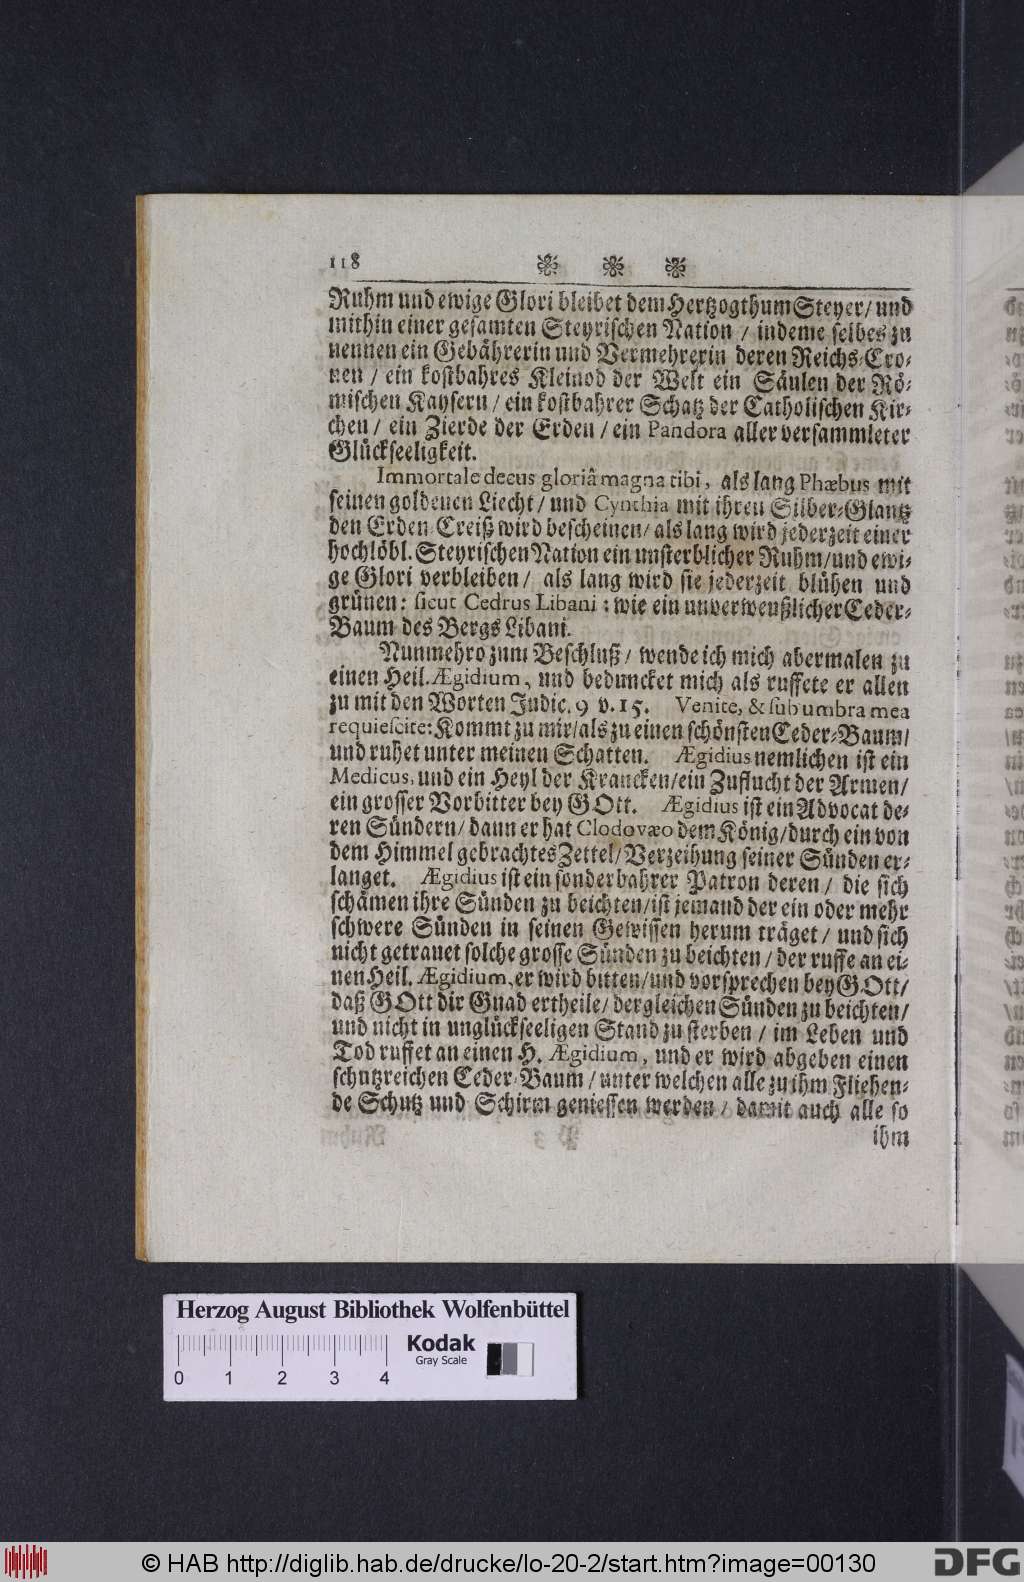 118
Ruhm und ewige Glori bleibet dem Hertzogthum Steyer/ und
mithin einer gesamten Steyrischen Nation / indeme selbes zu
nennen ein Gebährerin und Vermehrerin deren Reichs-Cro-
nen / ein kostbahres Kleinod der Welt ein Säulen der Rö-
mischen Kaysern / ein kostbahrer Schatz der Catholischen Kir-
chen / ein Zierde der Erden / ein Pandora aller versammleter
Glückseeligkeit.
Immortale decus gloriâ magna tibi, als lang Phæbus mit
seinen goldenen Liecht / und Cynthia mit ihren Silber-Glantz
den Erden-Creiß wird bescheinen/ als lang wird jederzeit einer
hochlöbl. Steyrischen Nation ein unsterblicher Ruhm/und ewi-
ge Glori verbleiben / als lang wird sie jederzeit blühen und
grünen: sicut Cedrus Libani : wie ein unverweußlicher Ceder-
Baum des Bergs Libani.
Nunmehro zum Beschluß / wende ich mich abermalen zu
einen Heil. Ægidium, und beduncket mich als ruffete er allen
zu mit den Worten Judic. 9 v. 15. Venite, & sub umbra mea
requiescite: Kommt zu mir/als zu einen schönsten Ceder-Baum/
und ruhet unter meinen Schatten. Ægidius nemlichen ist ein
Medicus, und ein Heyl der Krancken/ein Zuflucht der Armen/
ein grosser Vorbitter bey GOtt. Ægidius ist ein Advocat de-
ren Sündern/ dann er hat Clodovæo dem König/durch ein von
dem Himmel gebrachtes Zettel/ Verzeihung seiner Sünden er-
langet. Ægidius ist ein sonderbahrer Patron deren / die sich
schämen ihre Sünden zu beichten/ist jemand der ein oder mehr
schwere Sünden in seinen Gewissen herum träget / und sich
nicht getrauet solche grosse Sünden zu beichten / der ruffe an ei-
nen Heil. Ægidium, er wird bitten/und vorsprechen bey GOtt/
daß GOtt dir Gnad ertheile/ dergleichen Sünden zu beichten/
und nicht in unglückseeligen Stand zu sterben / im Leben und
Tod ruffet an einen H. Ægidium, und er wird abgeben einen
schutzreichen Ceder-Baum / unter welchen alle zu ihm Fliehen-
de Schutz und Schirm geniessen werden / damit auch alle so
ihm
Herzog August Bibliothek Wolfenbüttel
Kodak
Gray Scale
0 1 2 3 4
© HAB http://diglib.hab.de/drucke/lo-20-2/start.htm?image=00130
DFG